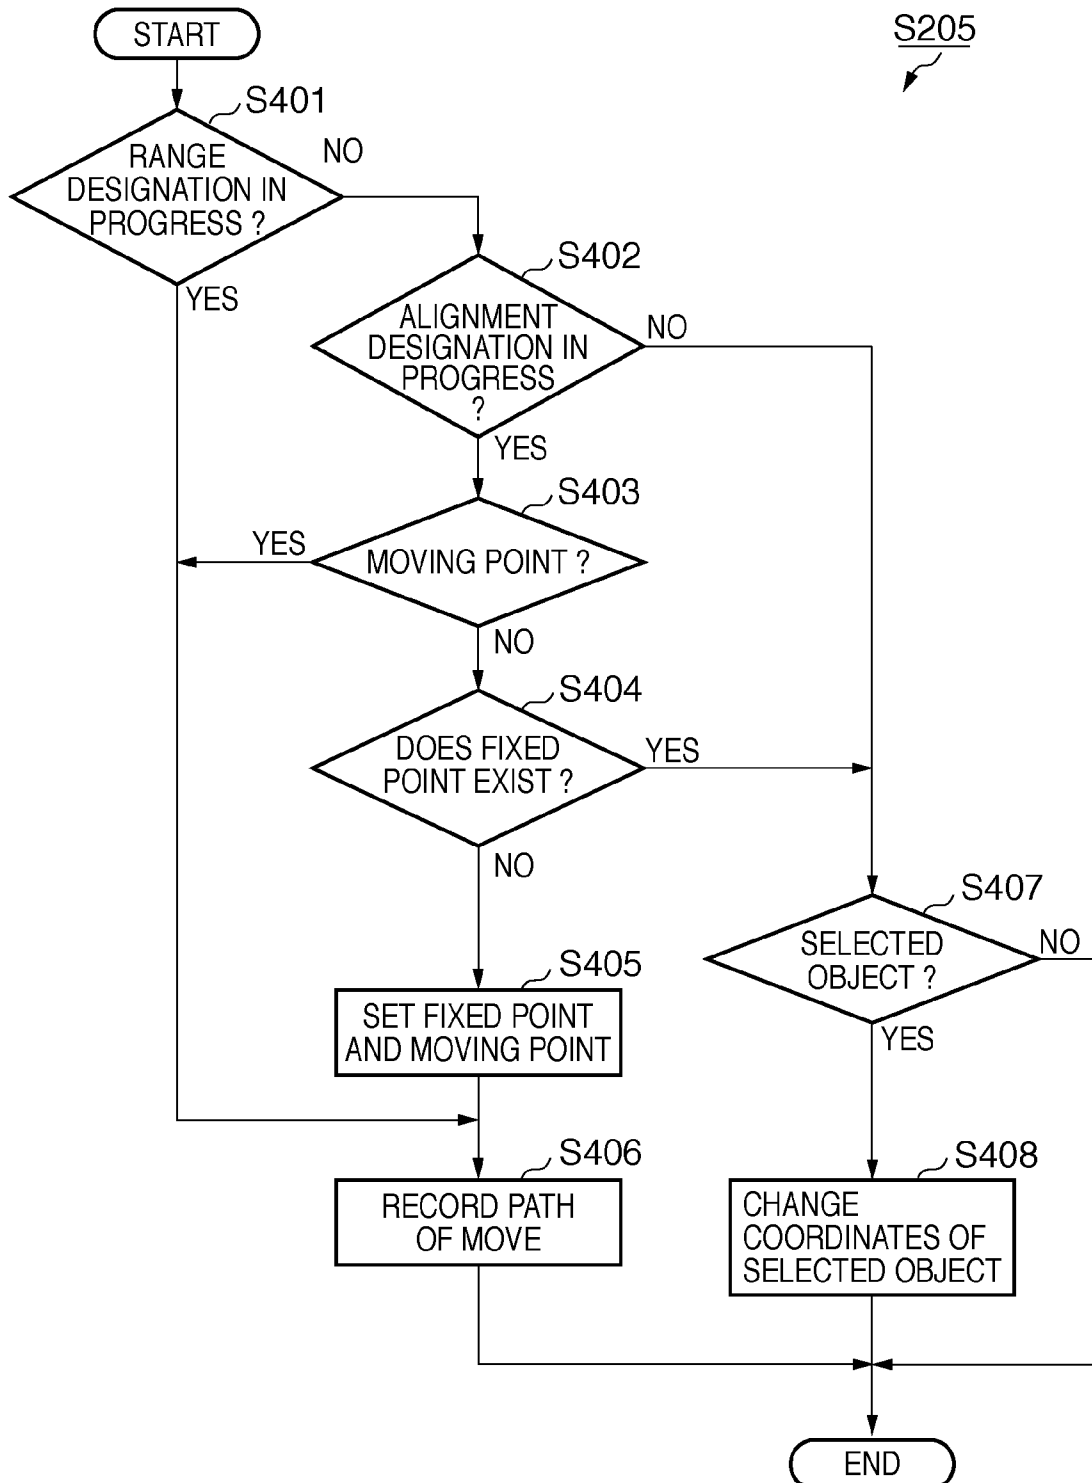 START
S205
S401
RANGE
DESIGNATION IN
PROGRESS ?
NO
YES
S402
ALIGNMENT
DESIGNATION IN
PROGRESS
?
NO
YES
S403
MOVING POINT ?
YES
NO
S404
DOES FIXED
POINT EXIST ?
YES
NO
S407
SELECTED
OBJECT ?
NO
YES
S405
SET FIXED POINT
AND MOVING POINT
S406
RECORD PATH
OF MOVE
S408
CHANGE
COORDINATES OF
SELECTED OBJECT
END